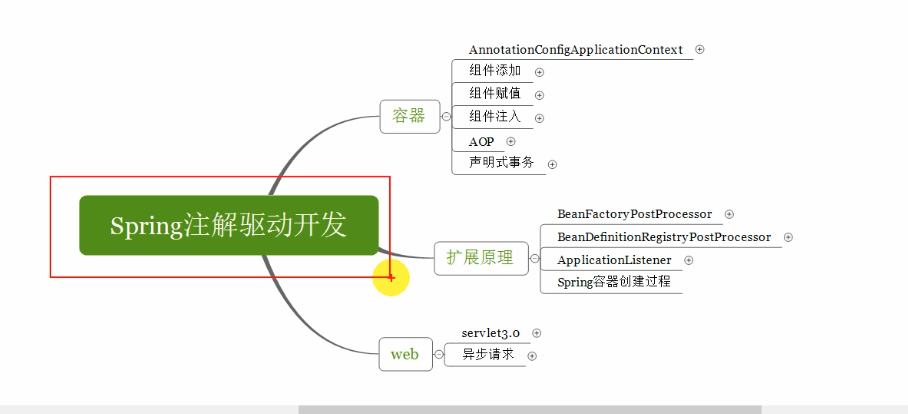 Spring注解驱动开发
容器
AnnotationConfigApplicationContext
组件添加
组件赋值
组件注入
AOP
声明式事务
扩展原理
BeanFactoryPostProcessor
BeanDefinitionRegistryPostProcessor
ApplicationListener
Spring容器创建过程
web
servlet3.0
异步请求